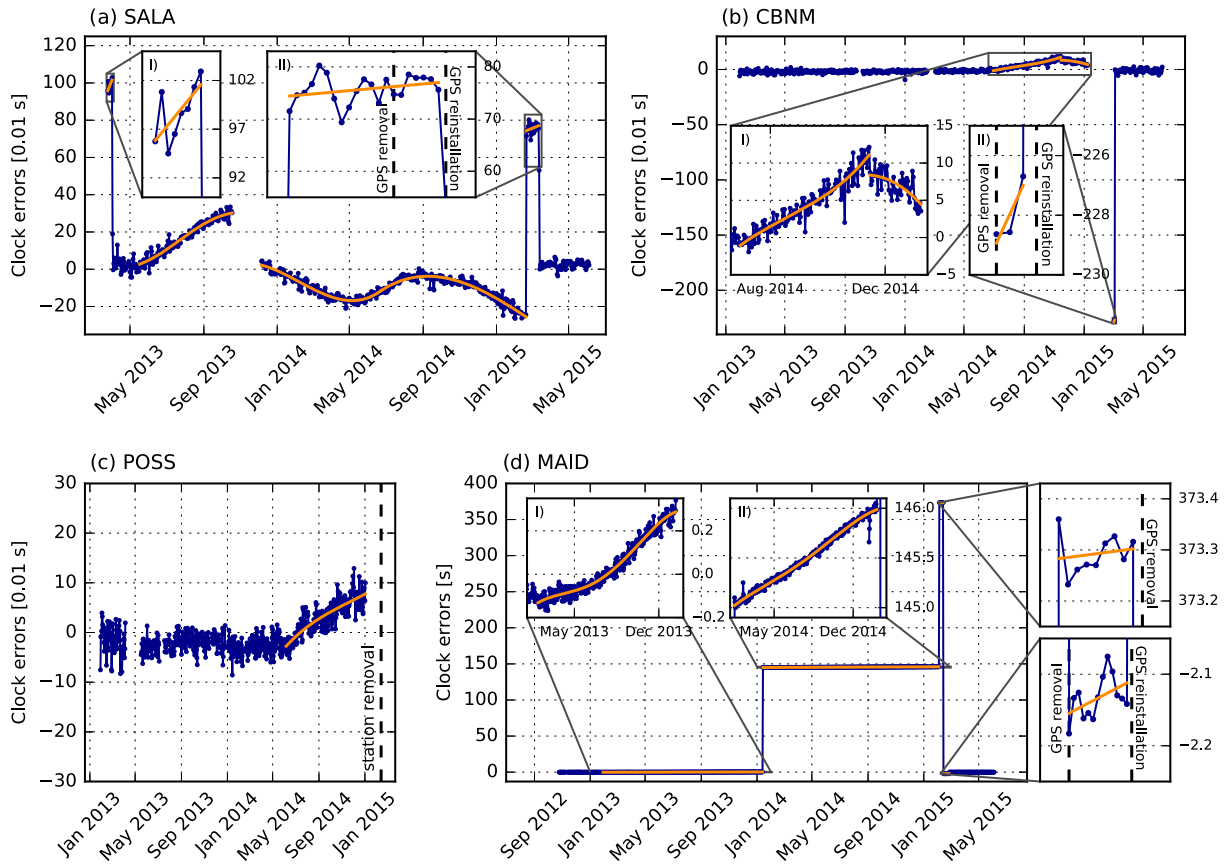 (a) SALA
Clock errors [0.01 s]
120
100
80
60
40
20
0
−20
May 2013
Sep 2013
Jan 2014
May 2014
Sep 2014
Jan 2015
May 2015
I)
102
97
92
II)
80
70
60
GPS removal
GPS reinstallation
(b) CBNM
Clock errors [0.01 s]
0
−50
−100
−150
−200
Jan 2013
May 2013
Sep 2013
Jan 2014
May 2014
Sep 2014
Jan 2015
May 2015
I)
15
10
5
0
−5
Aug 2014
Dec 2014
II)
−226
−228
−230
GPS removal
GPS reinstallation
(c) POSS
Clock errors [0.01 s]
30
20
10
0
−10
−20
−30
Jan 2013
May 2013
Sep 2013
Jan 2014
May 2014
Sep 2014
Jan 2015
station removal
(d) MAID
Clock errors [s]
400
350
300
250
200
150
100
50
0
Sep 2012
Jan 2013
May 2013
Sep 2013
Jan 2014
May 2014
Sep 2014
Jan 2015
May 2015
I)
0.2
0.0
−0.2
May 2013
Dec 2013
II)
146.0
145.5
145.0
May 2014
Dec 2014
373.4
373.3
373.2
GPS removal
−2.1
−2.2
GPS removal
GPS reinstallation